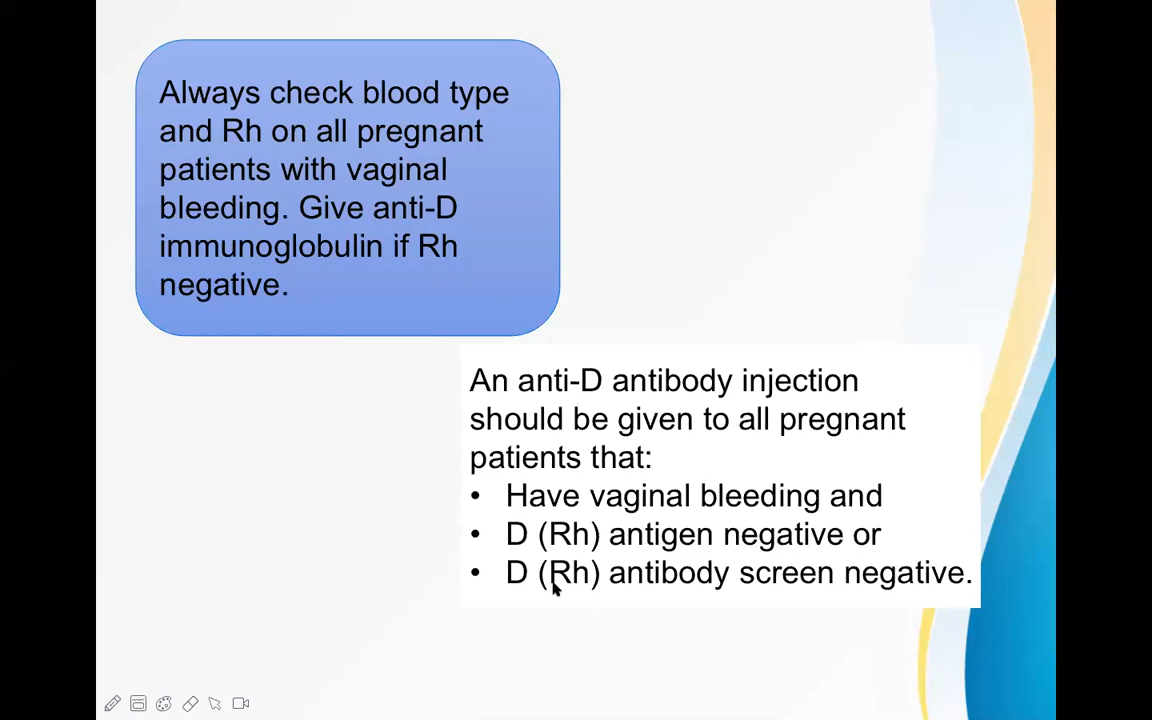 Always check blood type
and Rh on all pregnant
patients with vaginal
bleeding. Give anti-D
immunoglobulin if Rh
negative.
An anti-D antibody injection
should be given to all pregnant
patients that:
• Have vaginal bleeding and
• D (Rh) antigen negative or
• D (Rh) antibody screen negative.